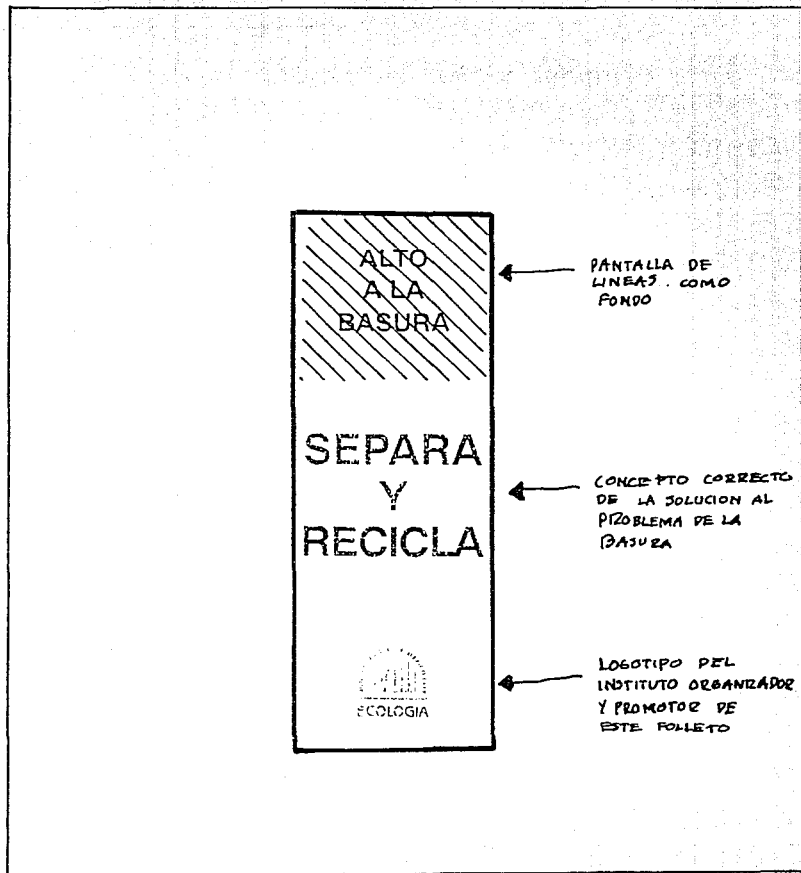 ALTO
A LA
BASURA
PANTALLA DE
LINEAS. COMO
FONDO
SEPARA
Y
RECICLA
CONCEPTO CORRECTO
DE LA SOLUCION AL
PROBLEMA DE LA
BASURA
ECOLOGIA
LOGOTIPO DEL
INSTITUTO ORGANIZADOR
Y PROMOTOR DE
ESTE FOLLETO